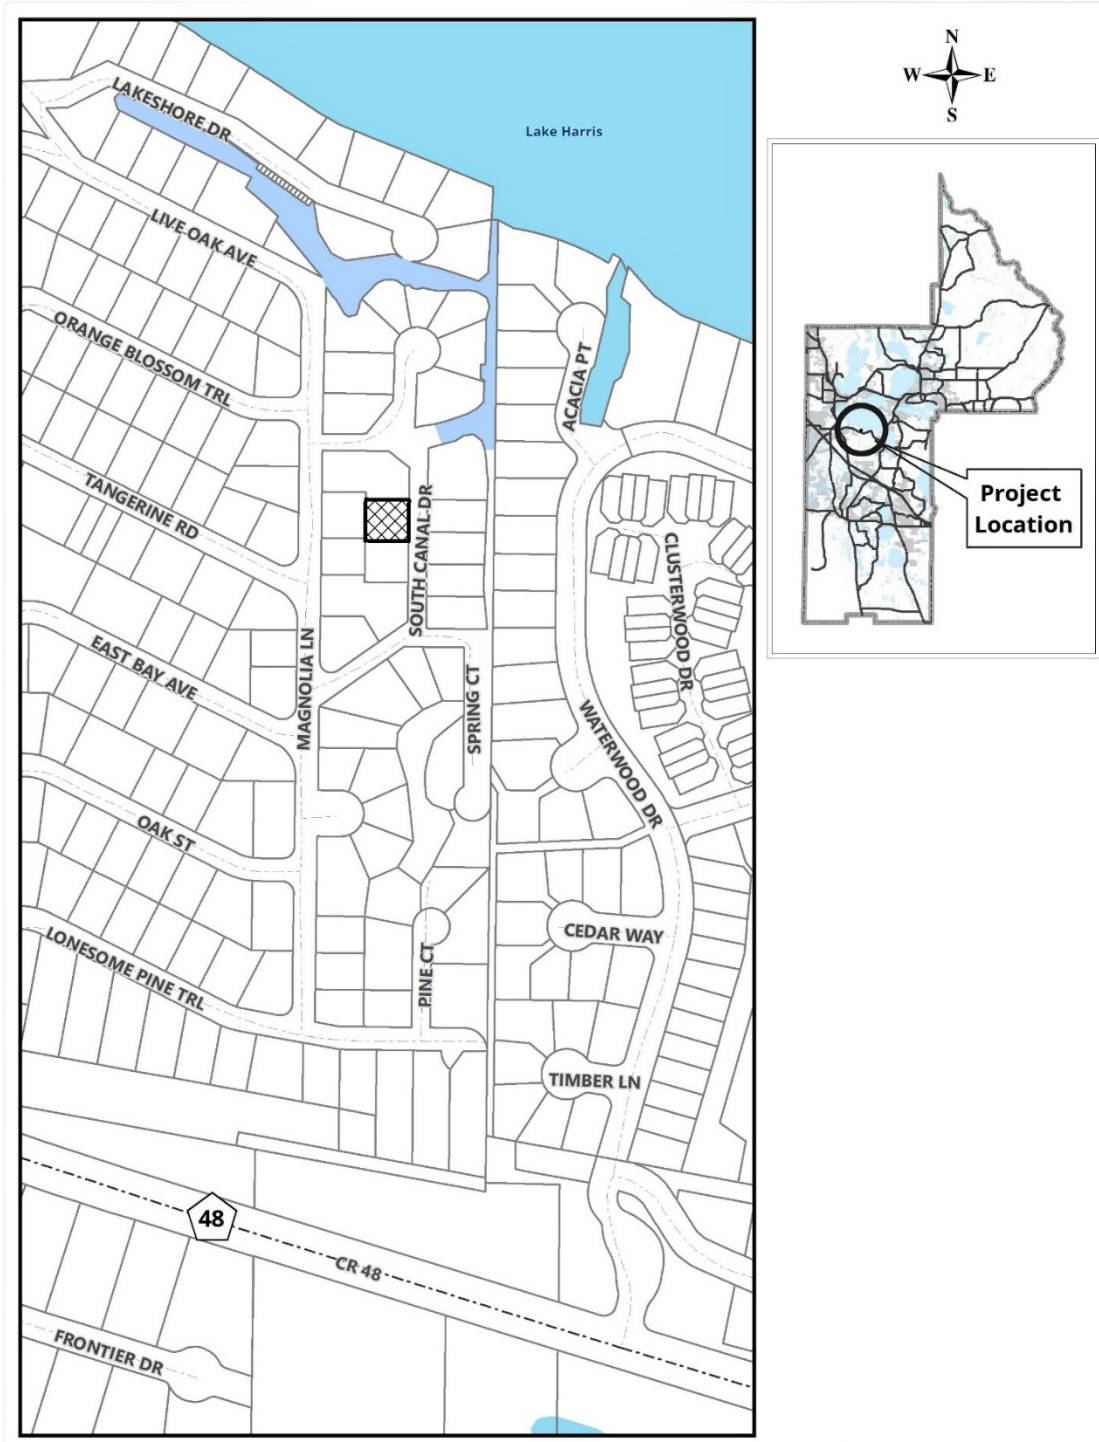 N
W E
S
Lake Harris
LAKESHORE DR
LIVE OAK AVE
ORANGE BLOSSOM TRL
ACACIA PT
TANGERINE RD
SOUTH CANAL DR
CLUSTERWOOD DR
Project
Location
EAST BAY AVE
MAGNOLIA LN
SPRING CT
WATERWOOD DR
OAK ST
LONESOME PINE TRL
PINE CT
CEDAR WAY
TIMBER LN
48
CR 48
FRONTIER DR